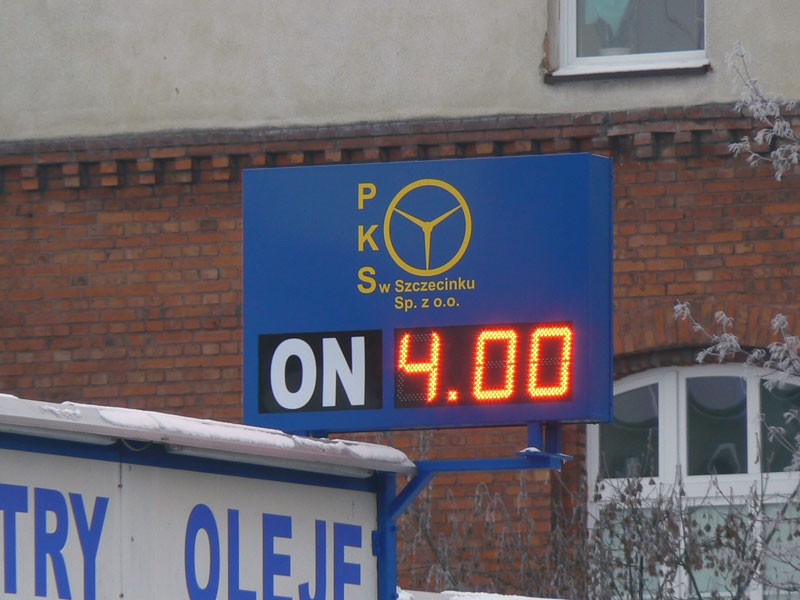 P
K
S w Szczecinku
Sp. z o.o.
ON 4.00
TRY OLEJE